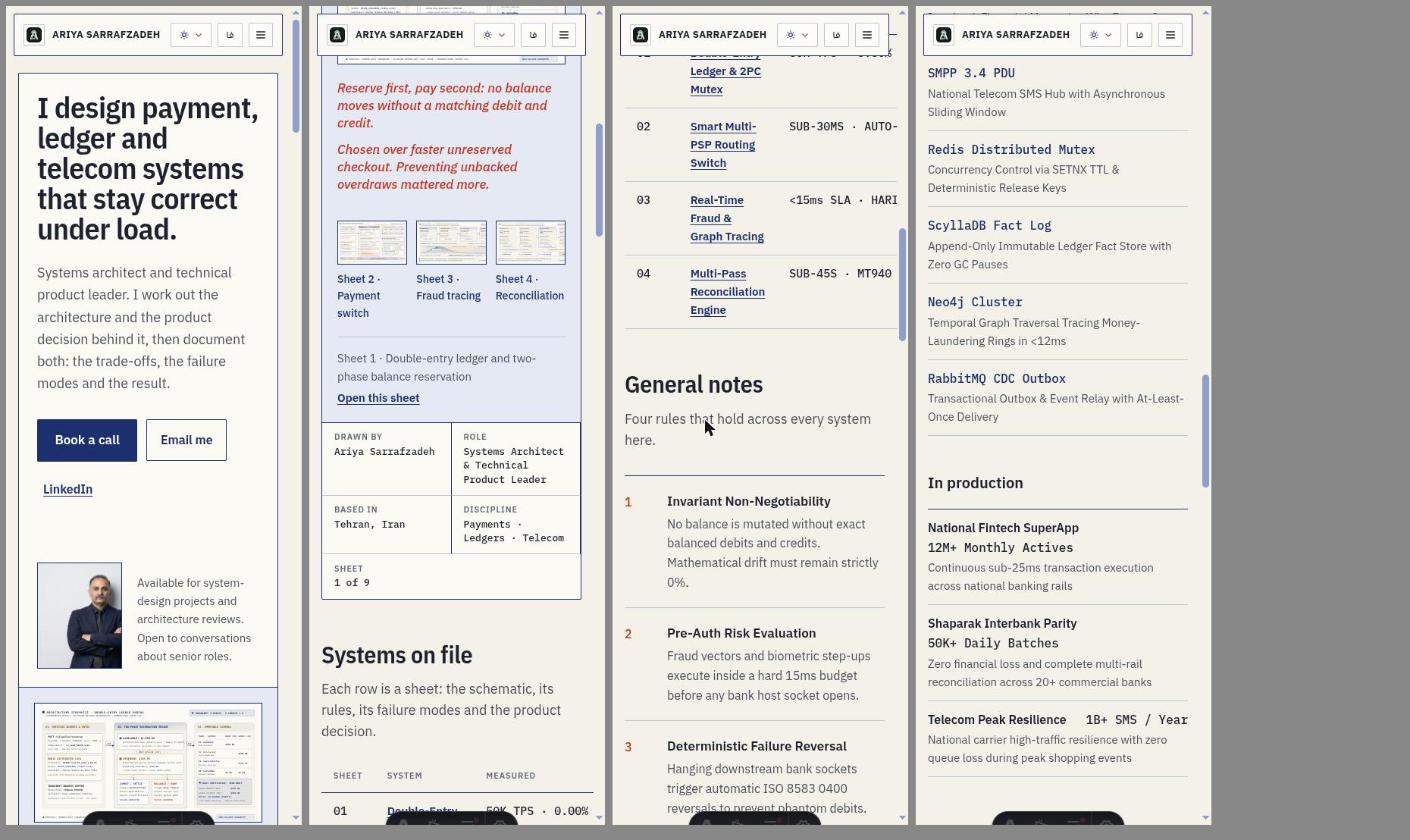 ARIYA SARRAFZADEH
فا
I design payment,
ledger and
telecom systems
that stay correct
under load.
Systems architect and technical
product leader. I work out the
architecture and the product
decision behind it, then document
both: the trade-offs, the failure
modes and the result.
Book a call
Email me
LinkedIn
Available for system-
design projects and
architecture reviews.
Open to conversations
about senior roles.
ARIYA SARRAFZADEH
فا
Reserve first, pay second: no balance
moves without a matching debit and
credit.
Chosen over faster unreserved
checkout. Preventing unbacked
overdraws mattered more.
Sheet 2 ·
Payment
switch
Sheet 3 ·
Fraud tracing
Sheet 4 ·
Reconciliation
Sheet 1 · Double-entry ledger and two-
phase balance reservation
Open this sheet
DRAWN BY
Ariya Sarrafzadeh
ROLE
Systems Architect
& Technical
Product Leader
BASED IN
Tehran, Iran
DISCIPLINE
Payments ·
Ledgers · Telecom
SHEET
1 of 9
Systems on file
Each row is a sheet: the schematic, its
rules, its failure modes and the product
decision.
SHEET SYSTEM MEASURED
01 Double-Entry 50K TPS · 0.00%
ARIYA SARRAFZADEH
فا
Ledger & 2PC
Mutex
02 Smart Multi- SUB-30MS · AUTO-
PSP Routing
Switch
03 Real-Time <15ms SLA · HARI
Fraud &
Graph Tracing
04 Multi-Pass SUB-45S · MT940
Reconciliation
Engine
General notes
Four rules that hold across every system
here.
1 Invariant Non-Negotiability
No balance is mutated without exact
balanced debits and credits.
Mathematical drift must remain strictly
0%.
2 Pre-Auth Risk Evaluation
Fraud vectors and biometric step-ups
execute inside a hard 15ms budget
before any bank host socket opens.
3 Deterministic Failure Reversal
Hanging downstream bank sockets
trigger automatic ISO 8583 0400
reversals to prevent phantom debits.
ARIYA SARRAFZADEH
فا
SMPP 3.4 PDU
National Telecom SMS Hub with Asynchronous
Sliding Window
Redis Distributed Mutex
Concurrency Control via SETNX TTL &
Deterministic Release Keys
ScyllaDB Fact Log
Append-Only Immutable Ledger Fact Store with
Zero GC Pauses
Neo4j Cluster
Temporal Graph Traversal Tracing Money-
Laundering Rings in <12ms
RabbitMQ CDC Outbox
Transactional Outbox & Event Relay with At-Least-
Once Delivery
In production
National Fintech SuperApp
12M+ Monthly Actives
Continuous sub-25ms transaction execution
across national banking rails
Shaparak Interbank Parity
50K+ Daily Batches
Zero financial loss and complete multi-rail
reconciliation across 20+ commercial banks
Telecom Peak Resilience 1B+ SMS / Year
National carrier high-traffic resilience with zero
queue loss during peak shopping events